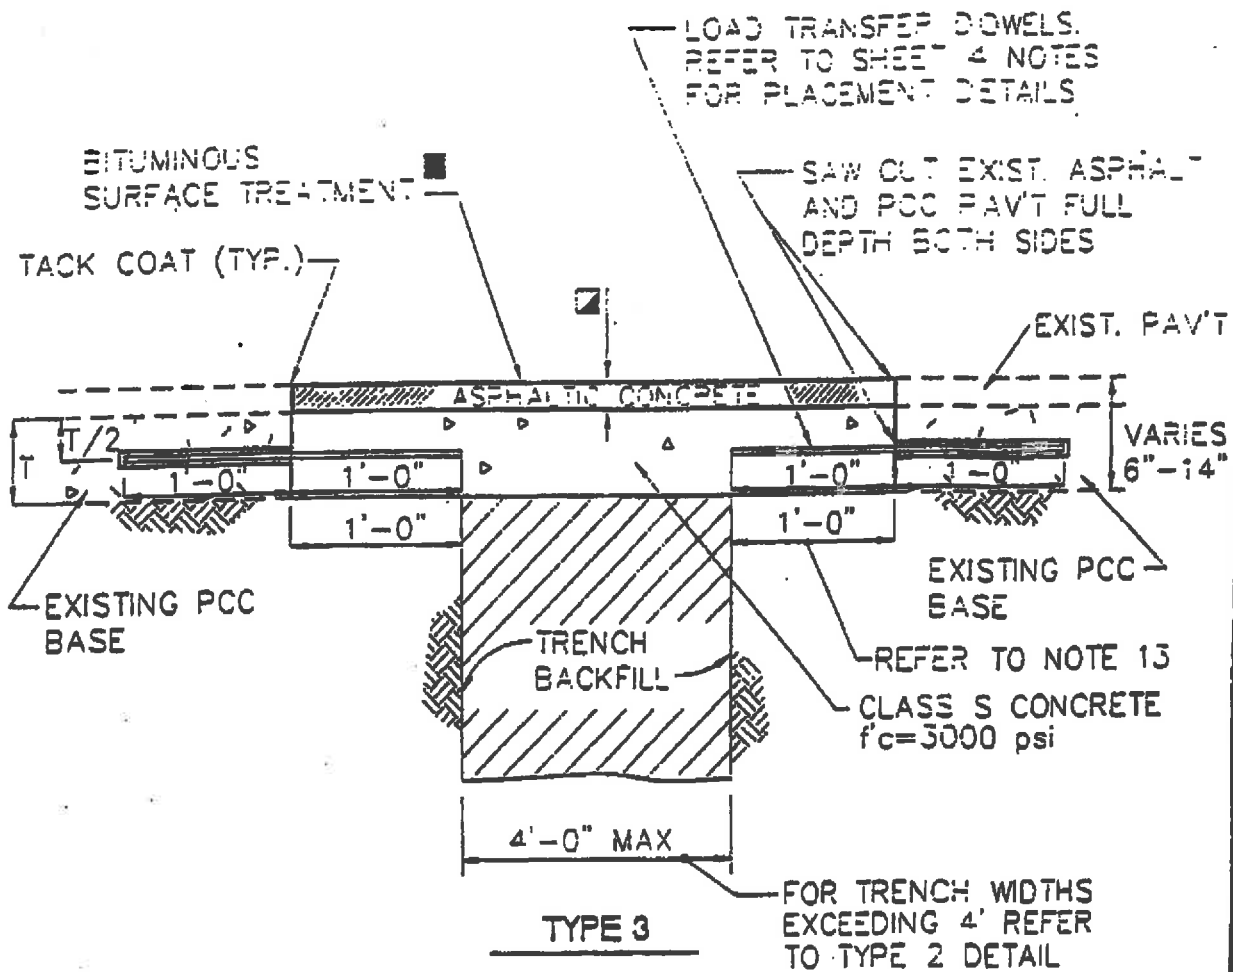 LOAD TRANSFER DOWELS.
REFER TO SHEET 4 NOTES
FOR PLACEMENT DETAILS
BITUMINOUS
SURFACE TREATMENT
SAW CUT EXIST. ASPHALT
AND PCC PAV'T FULL
DEPTH BOTH SIDES
TACK COAT (TYP.)
EXIST. PAV'T
ASPHALTIC CONCRETE
T/2
T
VARIES
6"-14"
1'-0"
1'-0"
1'-0"
1'-0"
1'-0"
1'-0"
EXISTING PCC
BASE
EXISTING PCC
BASE
TRENCH
BACKFILL
REFER TO NOTE 13
CLASS S CONCRETE
f'c=3000 psi
4'-0" MAX
FOR TRENCH WIDTHS
EXCEEDING 4' REFER
TO TYPE 2 DETAIL
TYPE 3